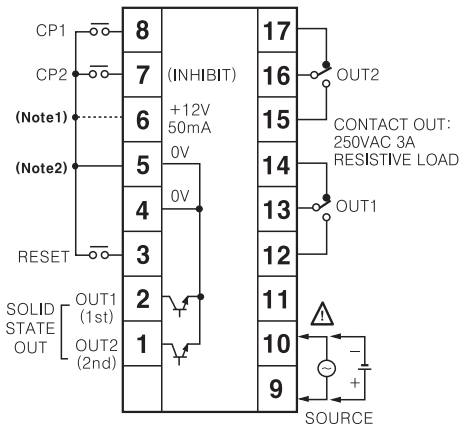 CP1
8
17
CP2
7
(INHIBIT)
16
OUT2
(Note1)
6
+12V
50mA
15
CONTACT OUT:
250VAC 3A
RESISTIVE LOAD
(Note2)
5
0V
14
4
0V
13
OUT1
RESET
3
12
SOLID
STATE
OUT
OUT1
(1st)
2
11
OUT2
(2nd)
1
10
9
SOURCE